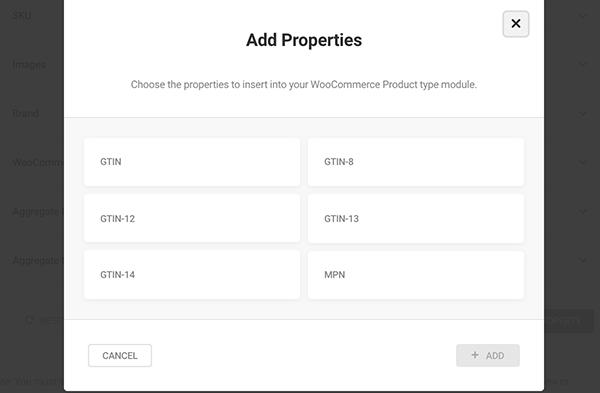 SKU
Add Properties
Images
Choose the properties to insert into your WooCommerce Product type module.
Brand
GTIN
GTIN-8
WooComme
GTIN-12
GTIN-13
Aggregate
Aggregate
GTIN-14
MPN
CANCEL
+ ADD